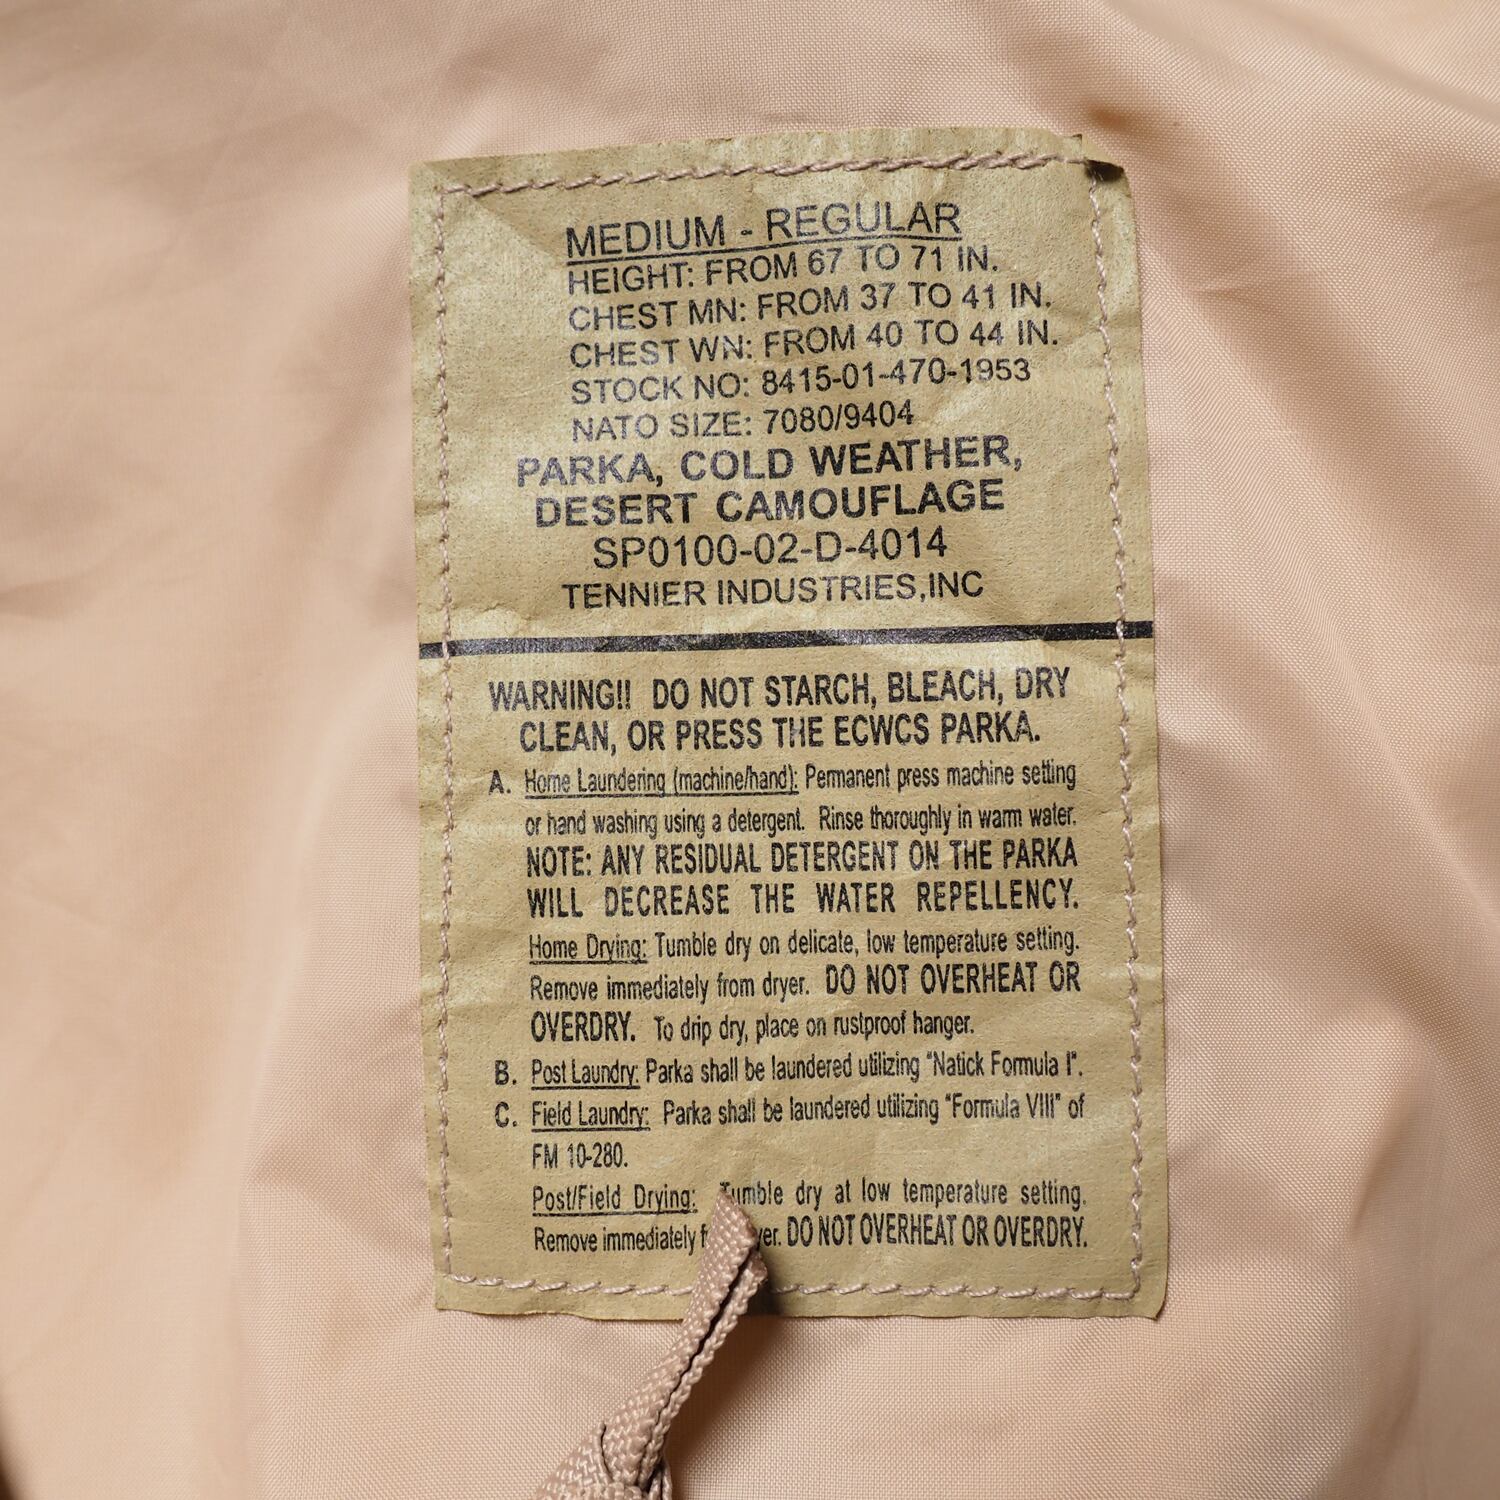 MEDIUM - REGULAR
HEIGHT: FROM 67 TO 71 IN.
CHEST MN: FROM 37 TO 41 IN.
CHEST WN: FROM 40 TO 44 IN.
STOCK NO: 8415-01-470-1953
NATO SIZE: 7080/9404
PARKA, COLD WEATHER,
DESERT CAMOUFLAGE
SP0100-02-D-4014
TENNIER INDUSTRIES,INC
WARNING!! DO NOT STARCH, BLEACH, DRY
CLEAN, OR PRESS THE ECWCS PARKA.
A. Home Laundering (machine/hand): Permanent press machine setting
or hand washing using a detergent. Rinse thoroughly in warm water.
NOTE: ANY RESIDUAL DETERGENT ON THE PARKA
WILL DECREASE THE WATER REPELLENCY.
Home Drying: Tumble dry on delicate, low temperature setting.
Remove immediately from dryer. DO NOT OVERHEAT OR
OVERDRY. To drip dry, place on rustproof hanger.
B. Post Laundry: Parka shall be laundered utilizing "Natick Formula I".
C. Field Laundry: Parka shall be laundered utilizing "Formula VIII" of
FM 10-280.
Post/Field Drying: Tumble dry at low temperature setting.
Remove immediately DO NOT OVERHEAT OR OVERDRY.